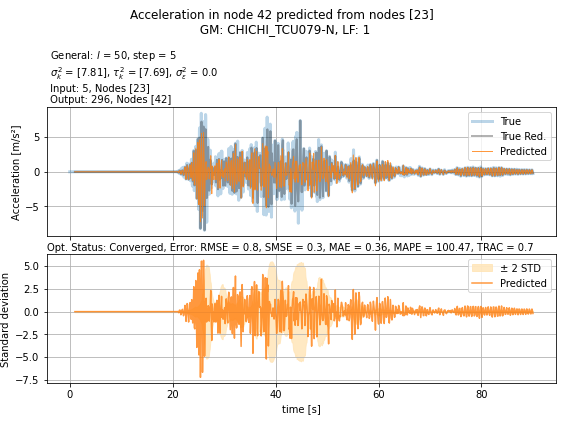 Acceleration in node 42 predicted from nodes [23]
GM: CHICHI_TCU079-N, LF: 1
General: l = 50, step = 5
σ²ₖ = [7.81], τ²ₖ = [7.69], σ²ε = 0.0
Input: 5, Nodes [23]
Output: 296, Nodes [42]
Acceleration [m/s²]
5
0
−5
True
True Red.
Predicted
Opt. Status: Converged, Error: RMSE = 0.8, SMSE = 0.3, MAE = 0.36, MAPE = 100.47, TRAC = 0.7
Standard deviation
5.0
2.5
0.0
−2.5
−5.0
−7.5
± 2 STD
Predicted
0 20 40 60 80
time [s]